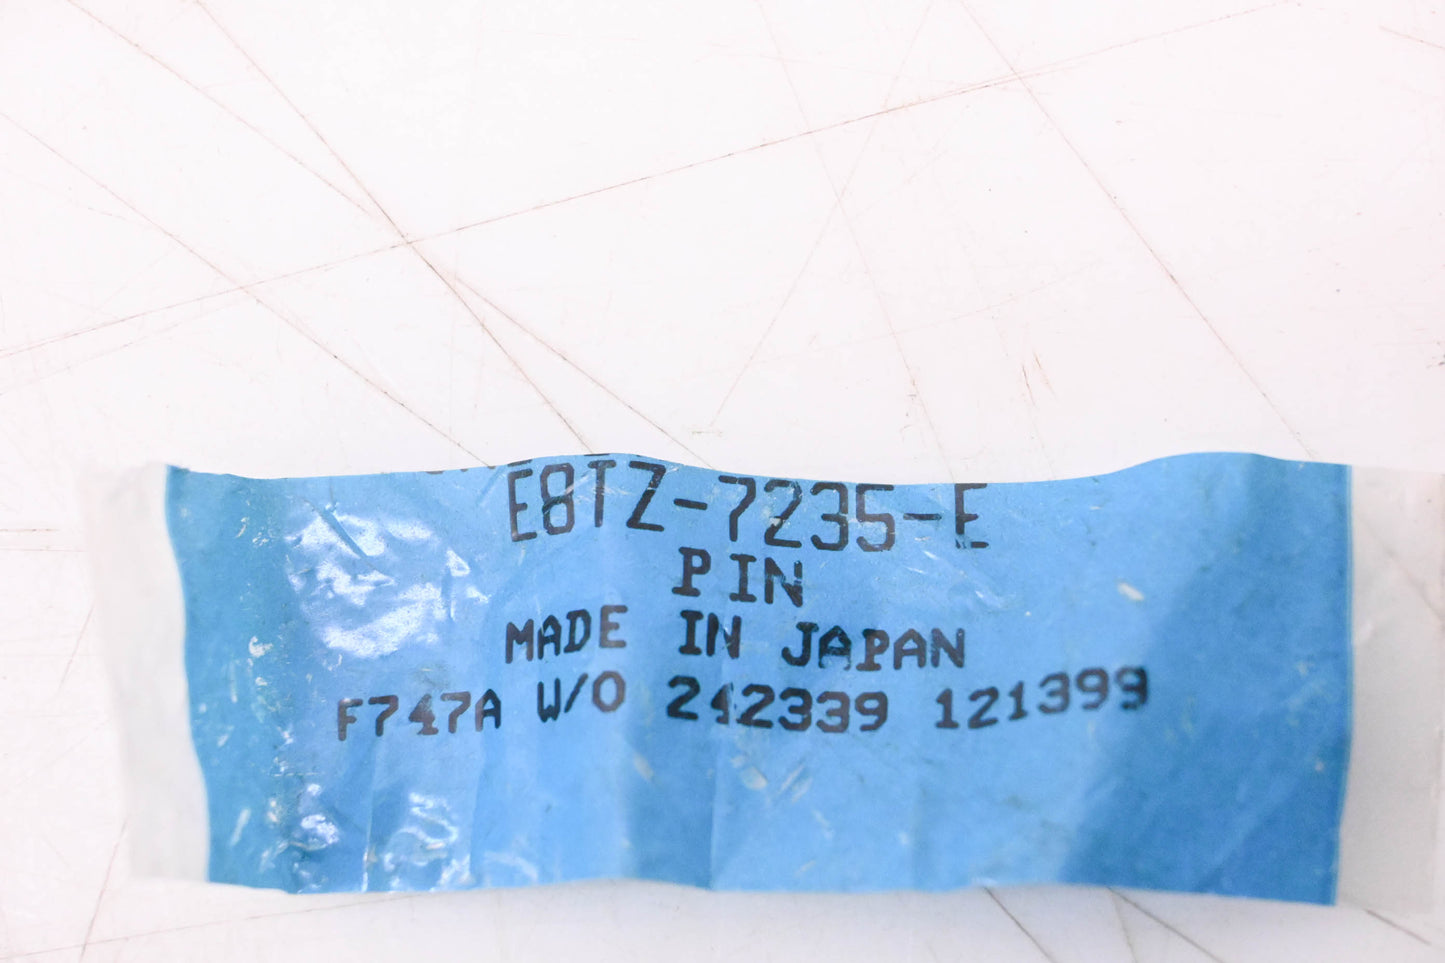 E8TZ-7235-E
PIN
MADE IN JAPAN
F747A W/O 242339 121399